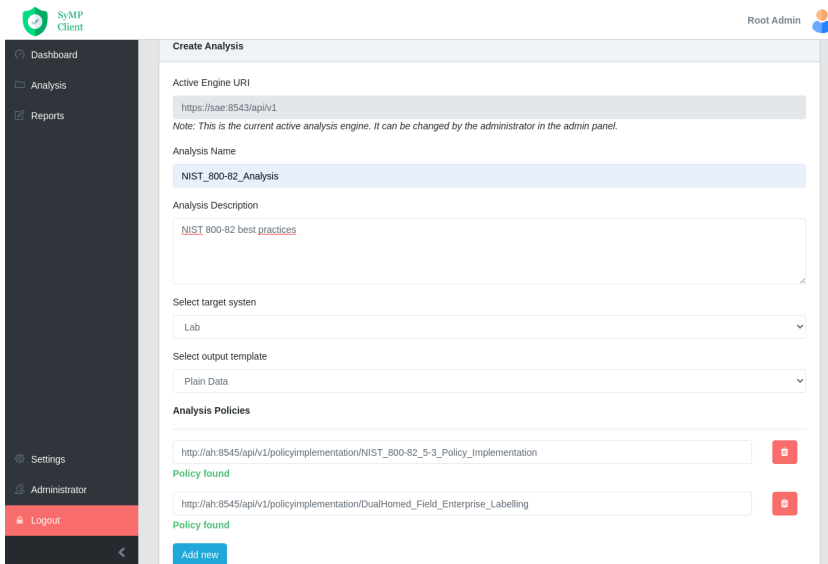 SyMP
Client
Root Admin
Dashboard
Analysis
Reports
Settings
Administrator
Logout
Create Analysis
Active Engine URI
https://sae:8543/api/v1
Note: This is the current active analysis engine. It can be changed by the administrator in the admin panel.
Analysis Name
NIST_800-82_Analysis
Analysis Description
NIST 800-82 best practices
Select target systen
Lab
Select output template
Plain Data
Analysis Policies
http://ah:8545/api/v1/policyimplementation/NIST_800-82_5-3_Policy_Implementation
Policy found
http://ah:8545/api/v1/policyimplementation/DualHomed_Field_Enterprise_Labelling
Policy found
Add new